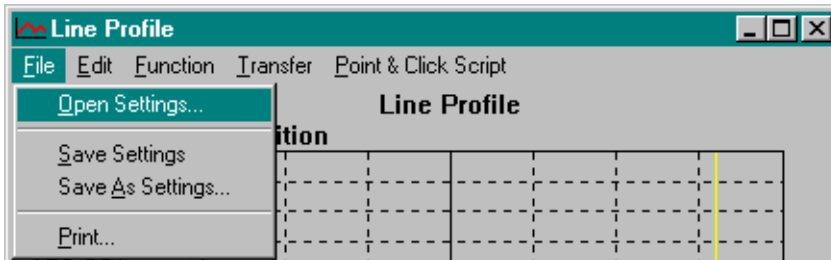 Line Profile
File Edit Function Transfer Point & Click Script
Open Settings...
Line Profile
ition
Save Settings
Save As Settings...
Print...